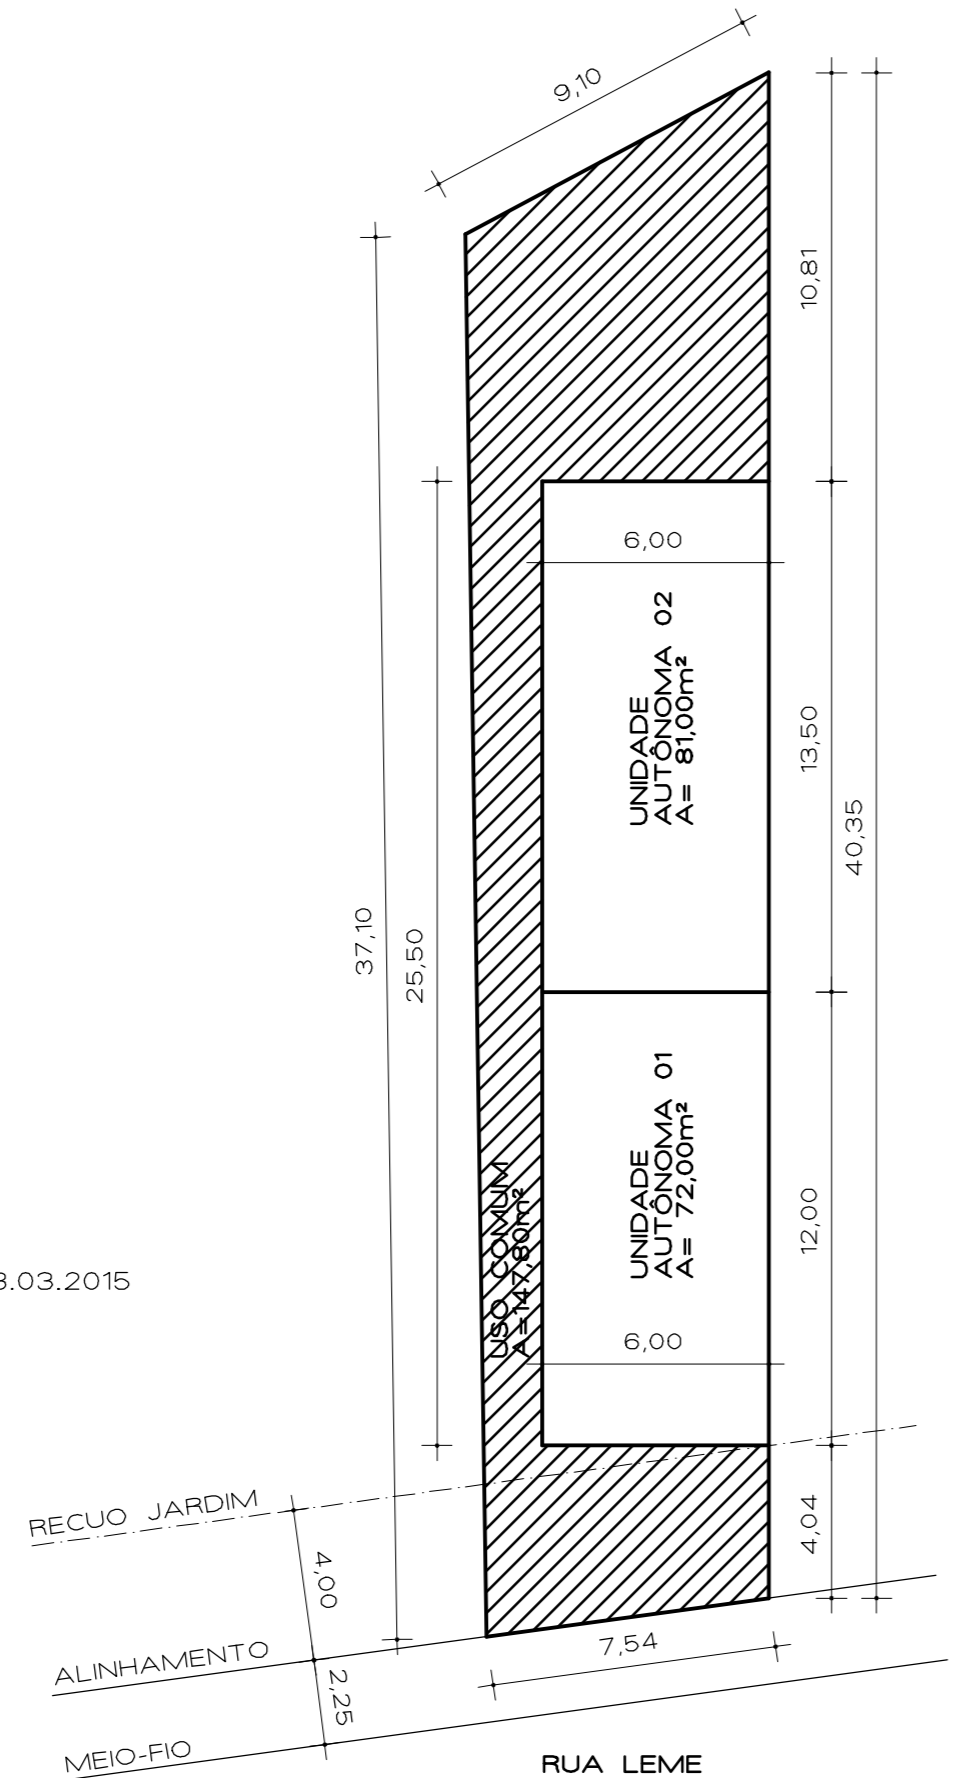 9,10
10,81
6,00
UNIDADE
AUTÔNOMA 02
A= 81,00m²
13,50
40,35
37,10
25,50
UNIDADE
AUTÔNOMA 01
A= 72,00m²
USO COMUM
A=147,80m²
12,00
3.03.2015
6,00
RECUO JARDIM
4,00
4,04
ALINHAMENTO
7,54
2,25
MEIO-FIO
RUA LEME